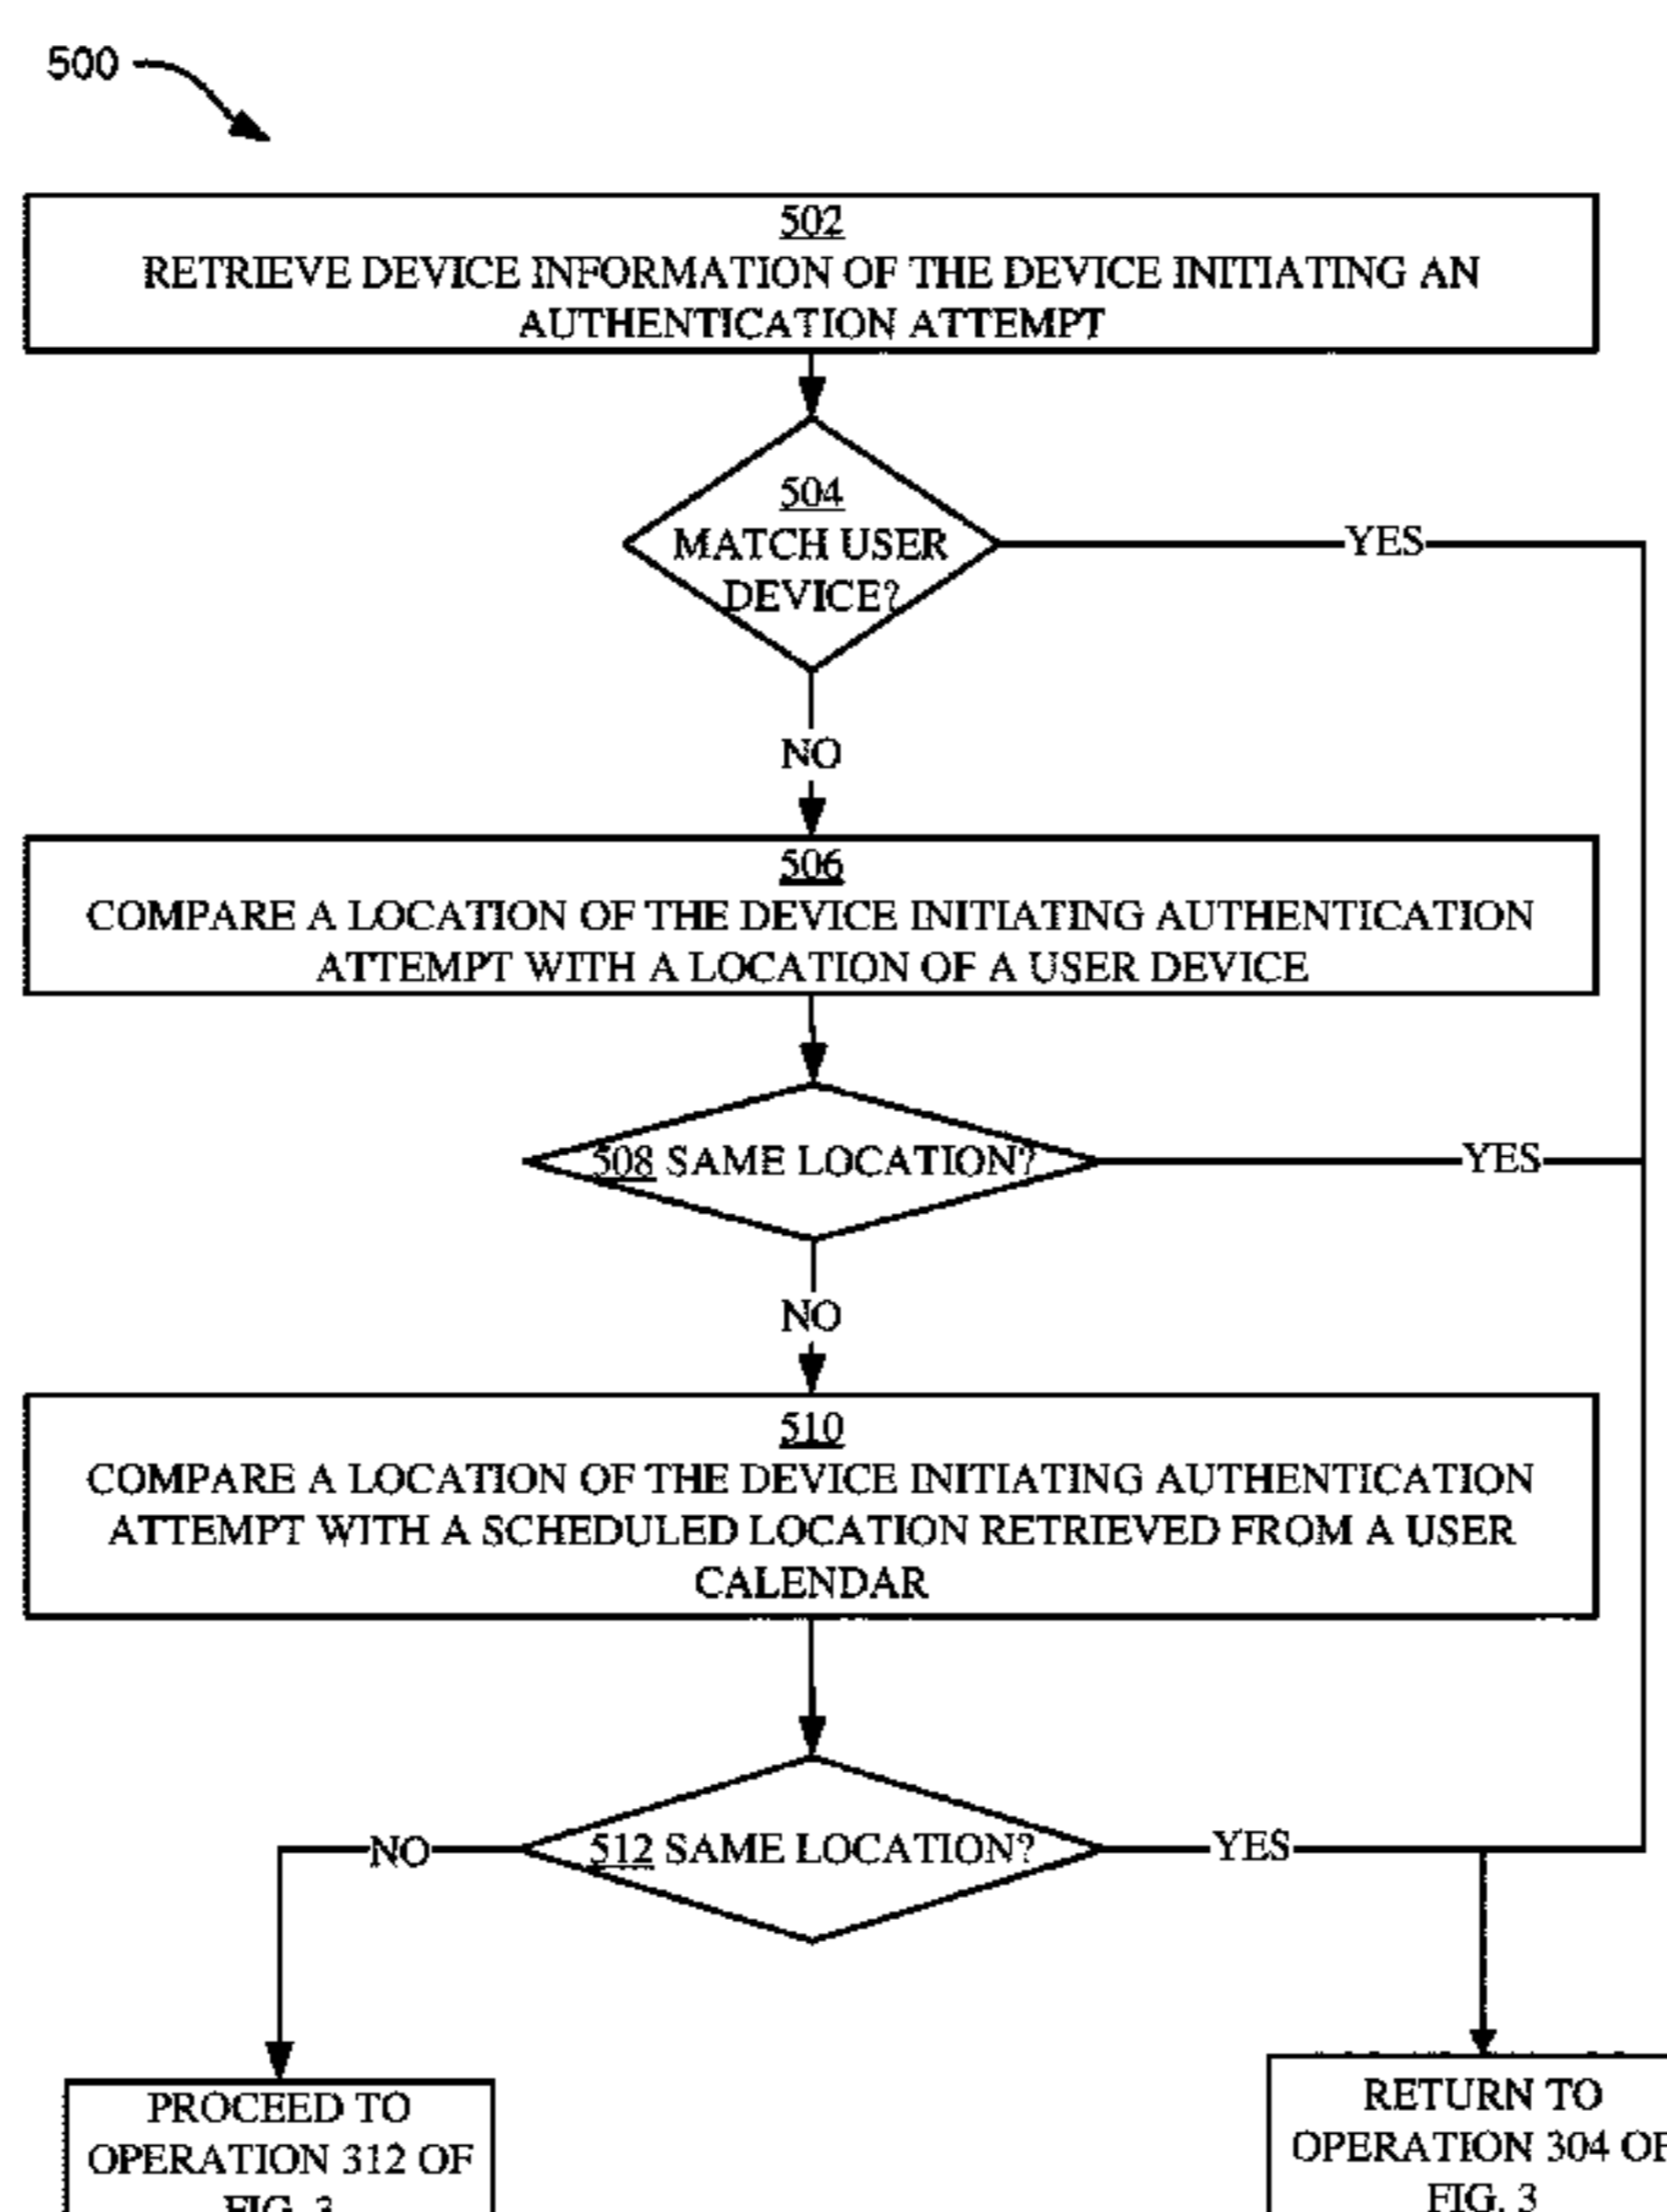 500
502
RETRIEVE DEVICE INFORMATION OF THE DEVICE INITIATING AN
AUTHENTICATION ATTEMPT
504
MATCH USER
DEVICE?
YES
NO
506
COMPARE A LOCATION OF THE DEVICE INITIATING AUTHENTICATION
ATTEMPT WITH A LOCATION OF A USER DEVICE
508 SAME LOCATION?
YES
NO
510
COMPARE A LOCATION OF THE DEVICE INITIATING AUTHENTICATION
ATTEMPT WITH A SCHEDULED LOCATION RETRIEVED FROM A USER
CALENDAR
NO
512 SAME LOCATION?
YES
PROCEED TO
OPERATION 312 OF
FIG. 3
RETURN TO
OPERATION 304 OF
FIG. 3